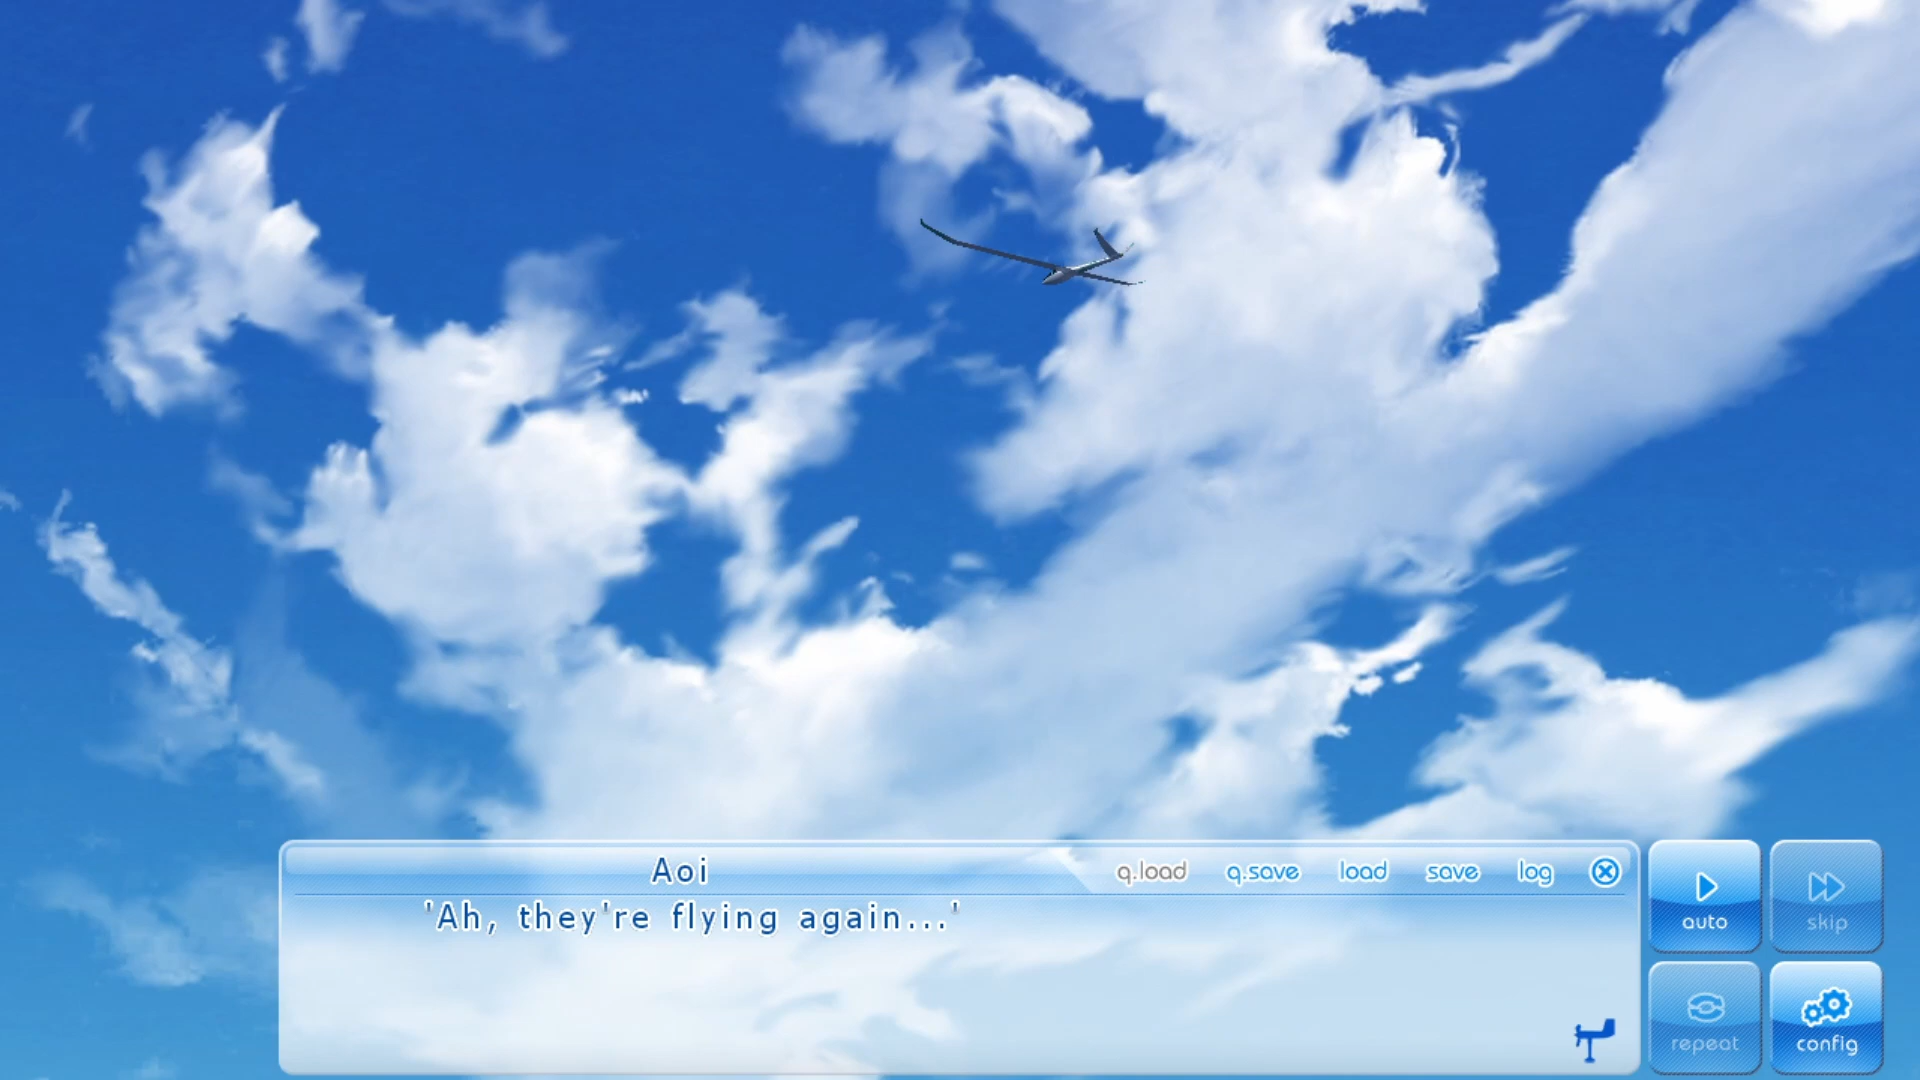 Aoi
q.load q.save load save log
'Ah, they're flying again...'
auto
skip
repeat
config